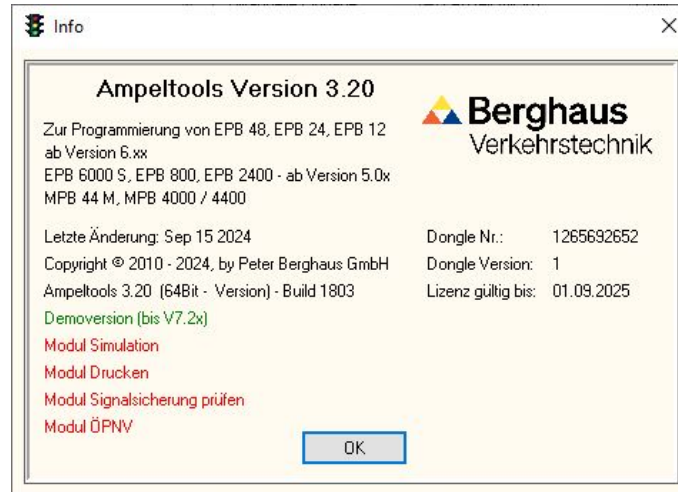 Info
Ampeltools Version 3.20
Berghaus
Verkehrstechnik
Zur Programmierung von EPB 48, EPB 24, EPB 12
ab Version 6.xx
EPB 6000 S, EPB 800, EPB 2400 - ab Version 5.0x
MPB 44 M, MPB 4000 / 4400
Letzte Änderung: Sep 15 2024
Copyright © 2010 - 2024, by Peter Berghaus GmbH
Ampeltools 3.20 (64Bit - Version) - Build 1803
Demoversion (bis V7.2x)
Modul Simulation
Modul Drucken
Modul Signalsicherung prüfen
Modul ÖPNV
Dongle Nr.: 1265692652
Dongle Version: 1
Lizenz gültig bis: 01.09.2025
OK